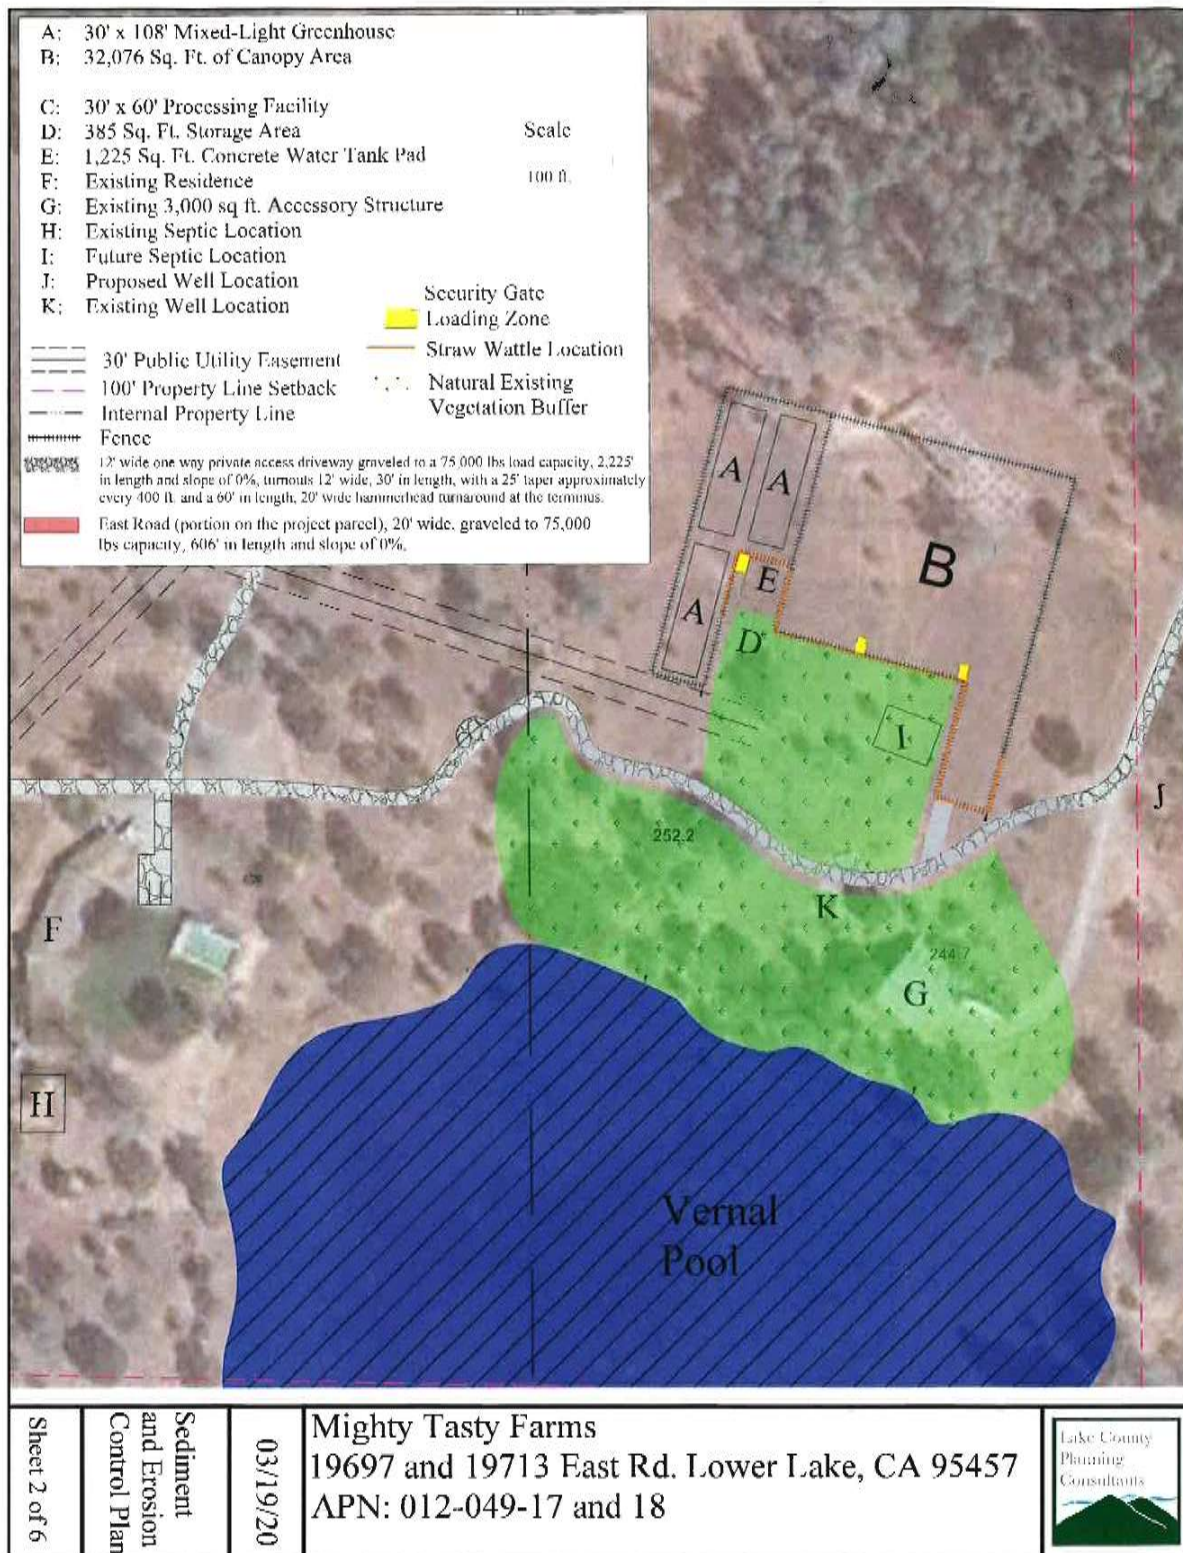 A: 30' x 108' Mixed-Light Greenhouse
B: 32,076 Sq. Ft. of Canopy Area
C: 30' x 60' Processing Facility
D: 385 Sq. Ft. Storage Area
E: 1,225 Sq. Ft. Concrete Water Tank Pad
F: Existing Residence
G: Existing 3,000 sq ft. Accessory Structure
H: Existing Septic Location
I: Future Septic Location
J: Proposed Well Location
K: Existing Well Location
Scale
100 ft.
Security Gate
Loading Zone
Straw Wattle Location
Natural Existing
Vegetation Buffer
30' Public Utility Easement
100' Property Line Setback
Internal Property Line
Fence
12' wide one way private access driveway graveled to a 75,000 lbs load capacity, 2,225'
in length and slope of 0%, turnouts 12' wide, 30' in length, with a 25' taper approximately
every 400 ft. and a 60' in length, 20' wide hammerhead turnaround at the terminus.
East Road (portion on the project parcel), 20' wide, graveled to 75,000
lbs capacity, 606' in length and slope of 0%.
A
A
B
E
A
D
I
J
252.2
K
F
244.7
G
H
Vernal
Pool
Sheet 2 of 6
Sediment
and Erosion
Control Plan
03/19/20
Mighty Tasty Farms
19697 and 19713 East Rd. Lower Lake, CA 95457
APN: 012-049-17 and 18
Lake County
Planning
Consultants